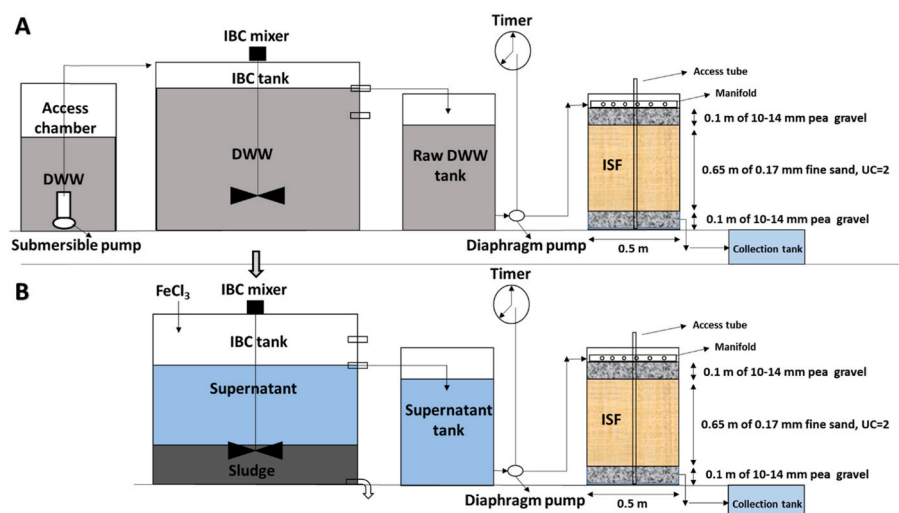 A
IBC mixer
IBC tank
Access
chamber
DWW
Submersible pump
DWW
Raw DWW
tank
Timer
Diaphragm pump
Access tube
Manifold
0.1 m of 10-14 mm pea gravel
ISF
0.65 m of 0.17 mm fine sand, UC=2
0.1 m of 10-14 mm pea gravel
0.5 m
Collection tank
B
FeCl₃
IBC mixer
IBC tank
Supernatant
Sludge
Supernatant
tank
Timer
Diaphragm pump
Access tube
Manifold
0.1 m of 10-14 mm pea gravel
ISF
0.65 m of 0.17 mm fine sand, UC=2
0.1 m of 10-14 mm pea gravel
0.5 m
Collection tank